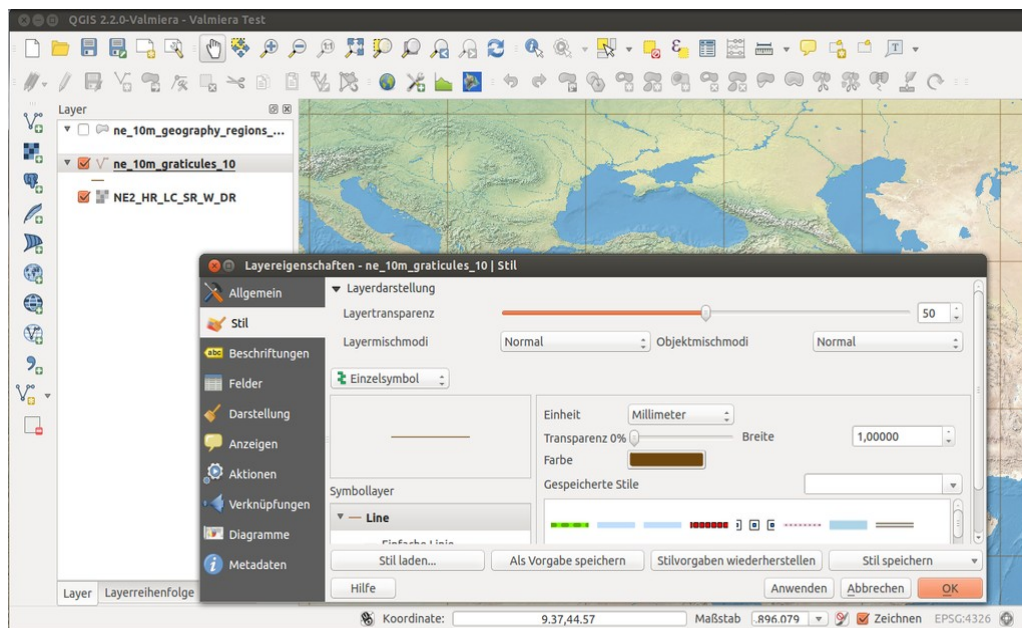 QGIS 2.2.0-Valmiera - Valmiera Test
Layer
ne_10m_geography_regions_...
ne_10m_graticules_10
NE2_HR_LC_SR_W_DR
Layereigenschaften - ne_10m_graticules_10 | Stil
Allgemein
Stil
Beschriftungen
Felder
Darstellung
Anzeigen
Aktionen
Verknüpfungen
Diagramme
Metadaten
Layerdarstellung
Layertransparenz 50
Layermischmodi Normal Objektmischmodi Normal
Einzelsymbol
Einheit Millimeter
Transparenz 0% Breite 1,00000
Farbe
Gespeicherte Stile
Symbollayer
Line
Einfache Linie
Stil laden... Als Vorgabe speichern Stilvorgaben wiederherstellen Stil speichern
Hilfe Anwenden Abbrechen OK
Layer Layerreihenfolge
Koordinate: 9.37,44.57 Maßstab .896.079 Zeichnen EPSG:4326